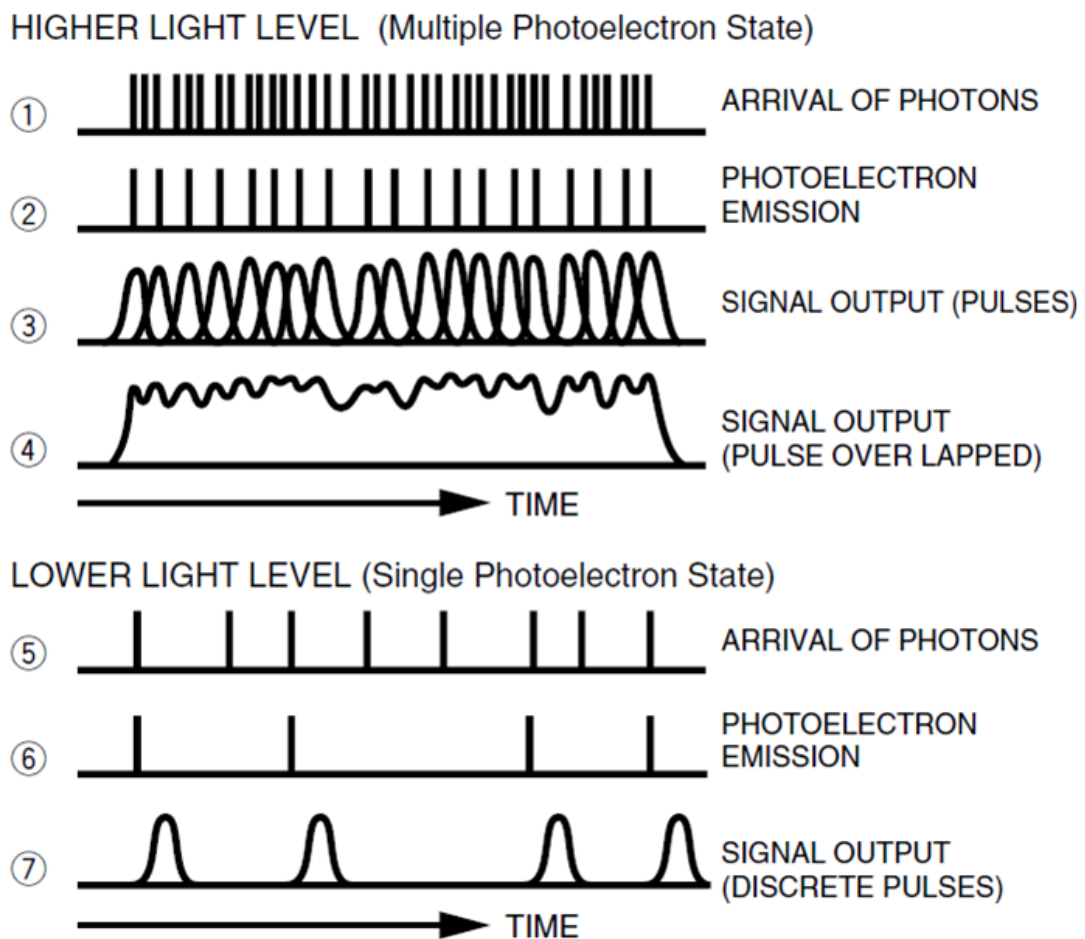 HIGHER LIGHT LEVEL (Multiple Photoelectron State)
① ARRIVAL OF PHOTONS
② PHOTOELECTRON
EMISSION
③ SIGNAL OUTPUT (PULSES)
④ SIGNAL OUTPUT
(PULSE OVER LAPPED)
TIME
LOWER LIGHT LEVEL (Single Photoelectron State)
⑤ ARRIVAL OF PHOTONS
⑥ PHOTOELECTRON
EMISSION
⑦ SIGNAL OUTPUT
(DISCRETE PULSES)
TIME